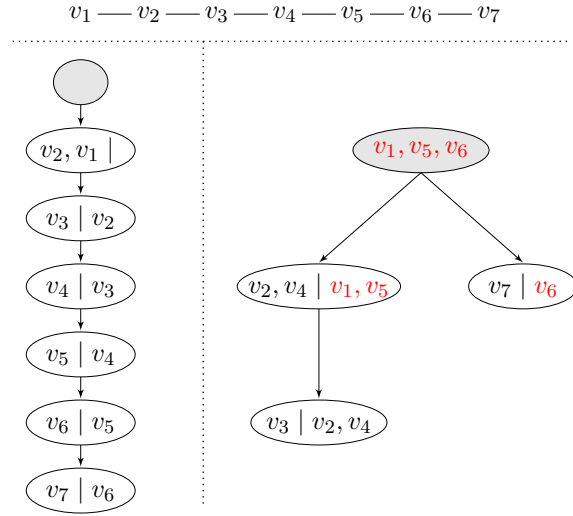 v₁ — v₂ — v₃ — v₄ — v₅ — v₆ — v₇
v₂, v₁ |
v₃ | v₂
v₄ | v₃
v₅ | v₄
v₆ | v₅
v₇ | v₆
v₁, v₅, v₆
v₂, v₄ | v₁, v₅
v₇ | v₆
v₃ | v₂, v₄